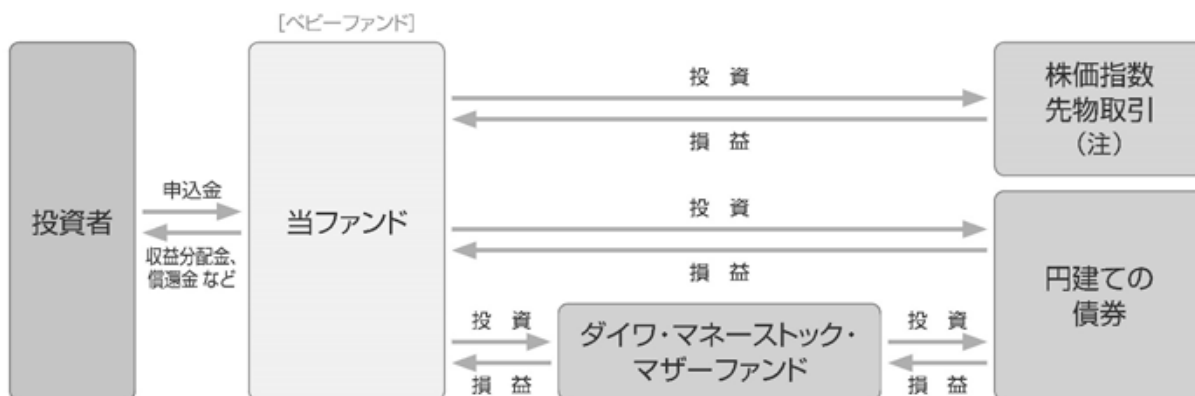 [ベビーファンド]
投資者
申込金
収益分配金、
償還金 など
当ファンド
投 資
損 益
株価指数
先物取引
（注）
投 資
損 益
円建ての
債券
投 資
損 益
ダイワ・マネーストック・
マザーファンド
投 資
損 益